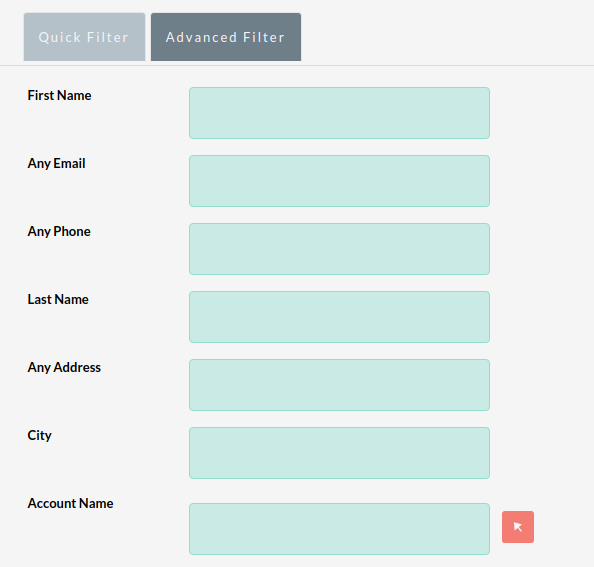 Quick Filter Advanced Filter
First Name
Any Email
Any Phone
Last Name
Any Address
City
Account Name